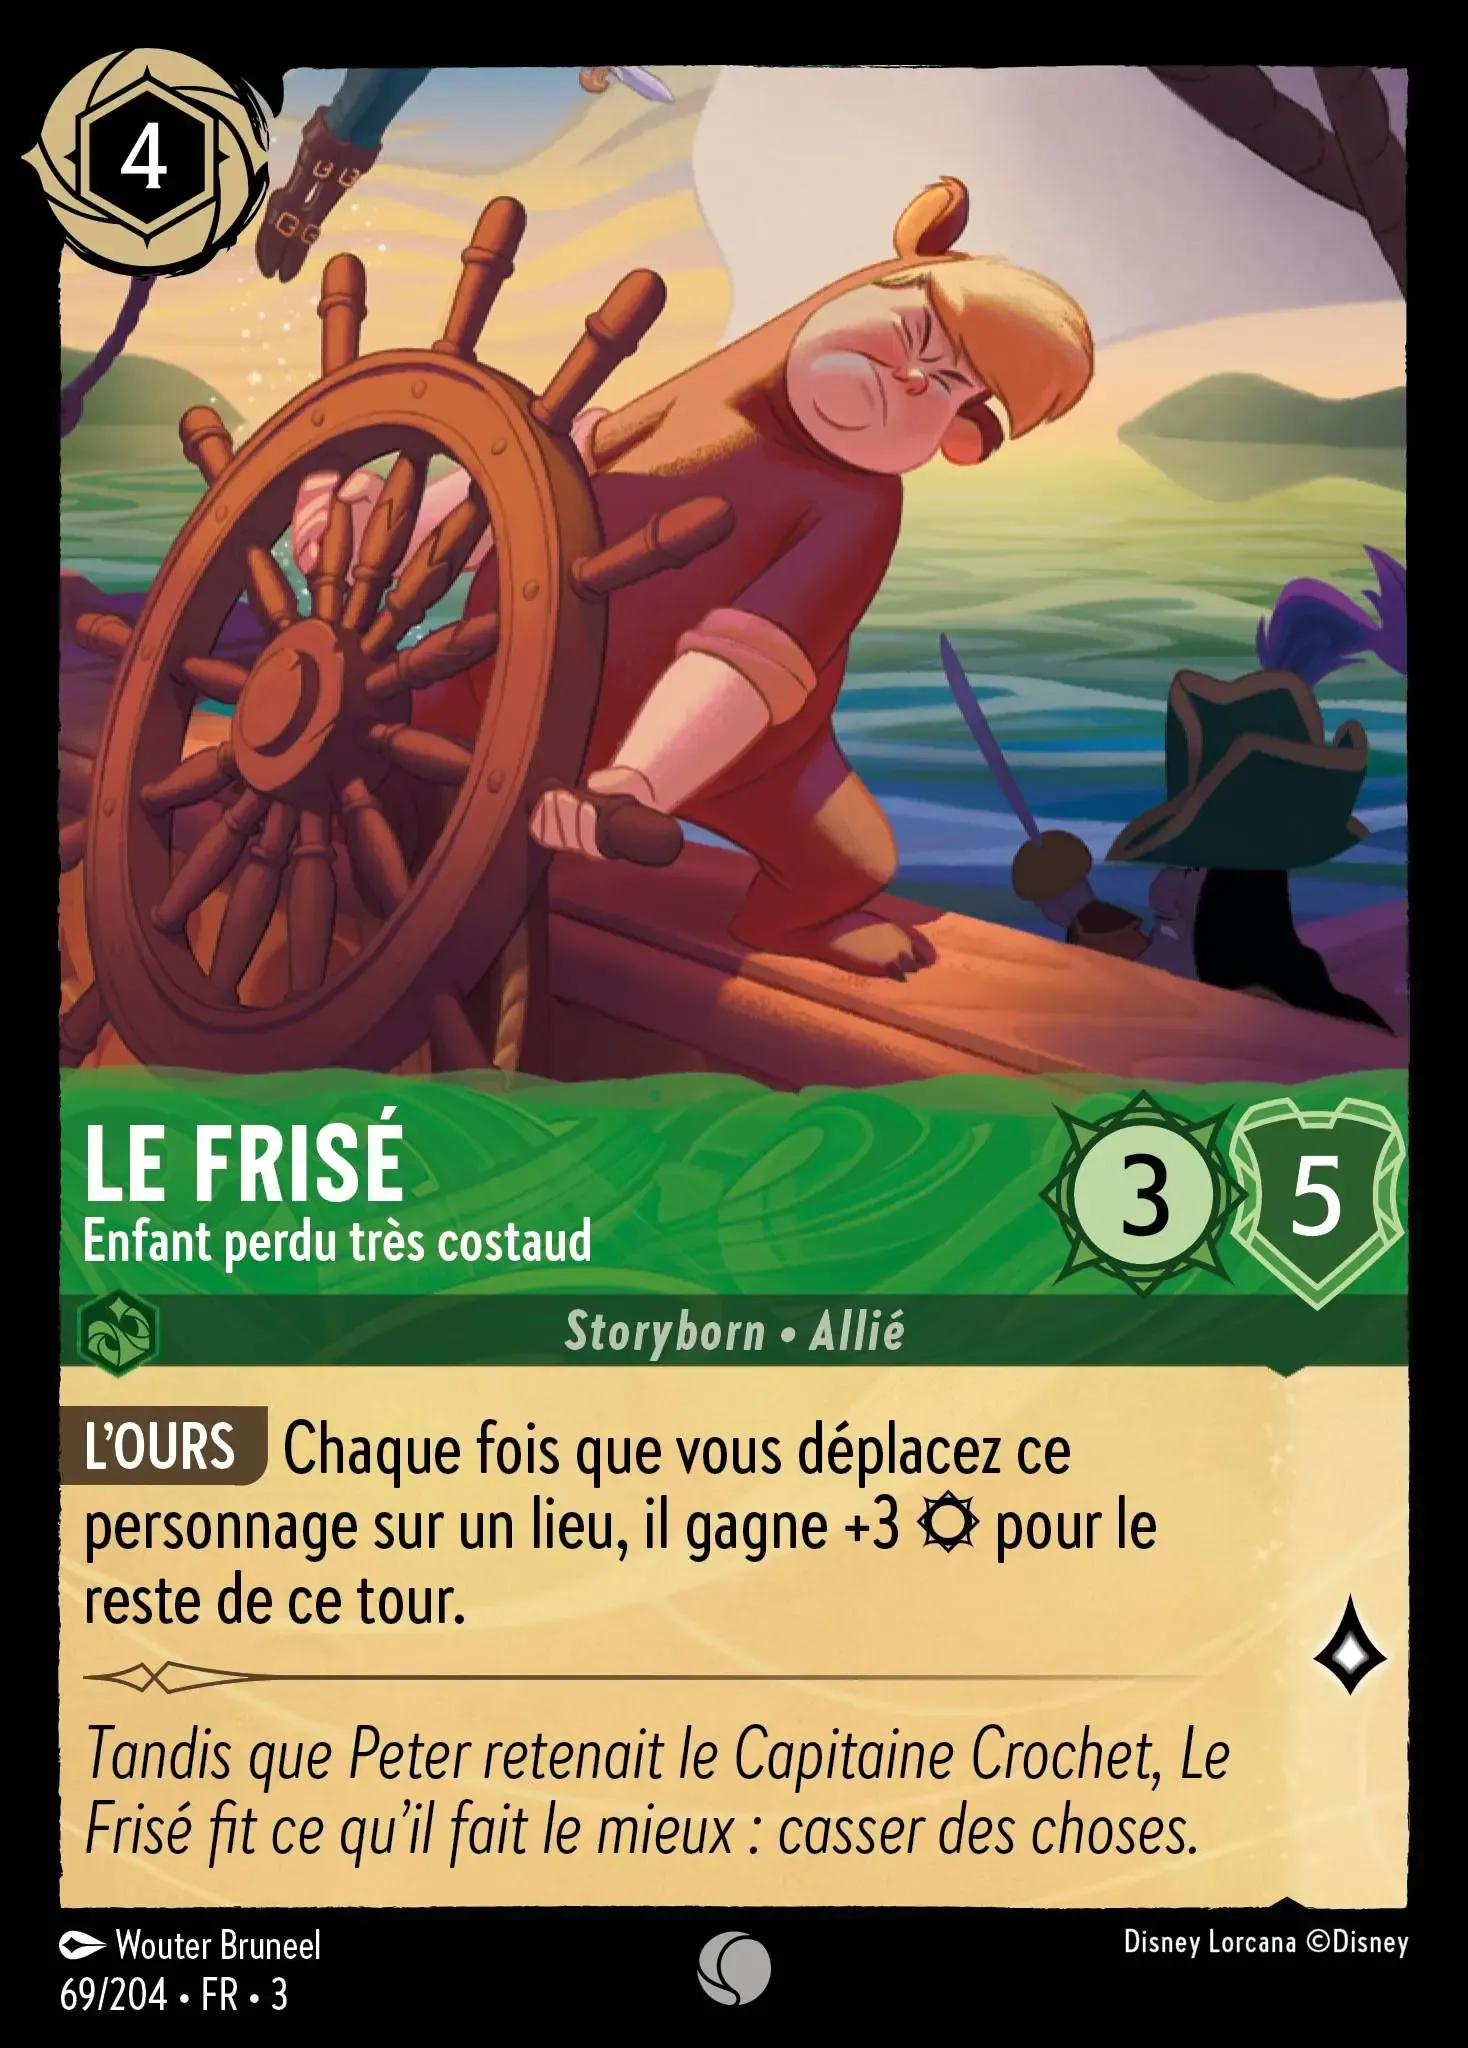 4
LE FRISÉ
Enfant perdu très costaud
3
5
Storyborn • Allié
L'OURS Chaque fois que vous déplacez ce
personnage sur un lieu, il gagne +3 pour le
reste de ce tour.
Tandis que Peter retenait le Capitaine Crochet, Le
Frisé fit ce qu'il fait le mieux : casser des choses.
Wouter Bruneel
69/204 • FR • 3
Disney Lorcana ©Disney